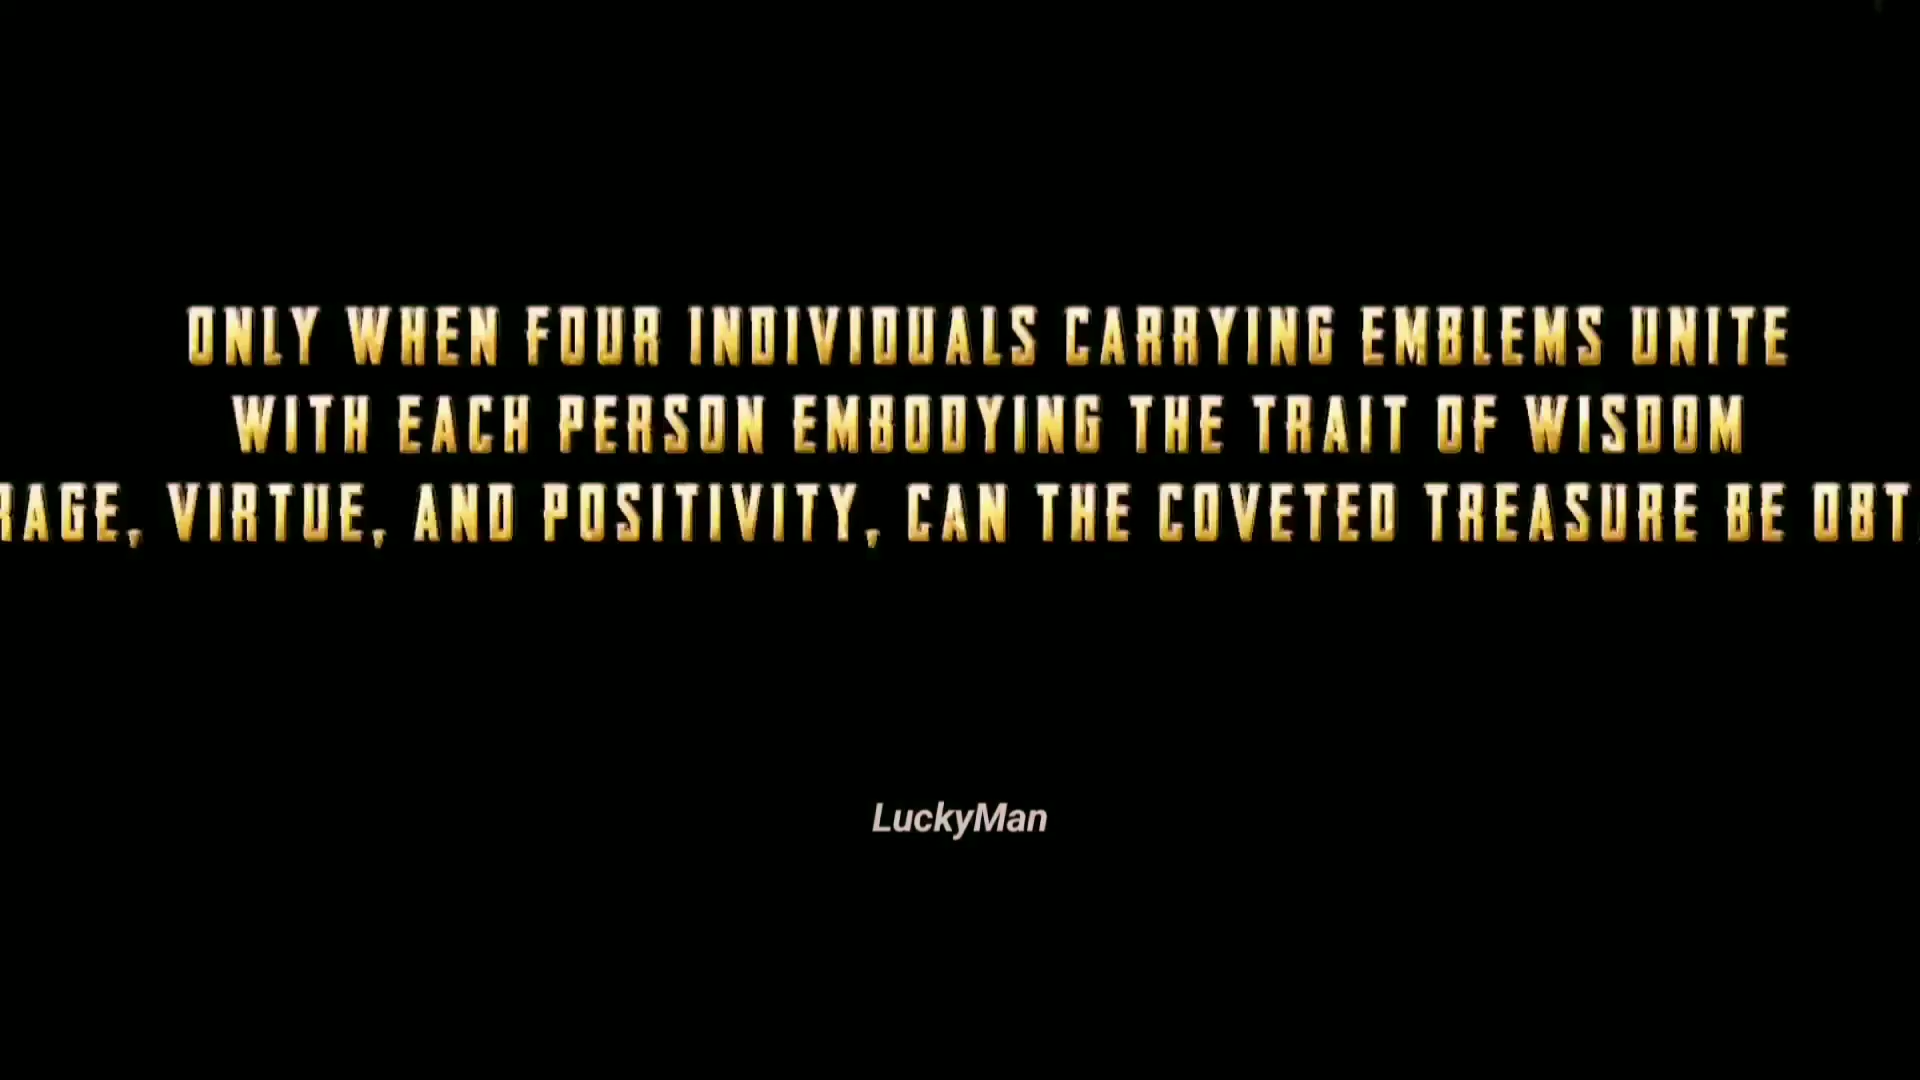 ONLY WHEN FOUR INDIVIDUALS CARRYING EMBLEMS UNITE
WITH EACH PERSON EMBODYING THE TRAIT OF WISDOM
RAGE, VIRTUE, AND POSITIVITY, CAN THE COVETED TREASURE BE OBT
LuckyMan